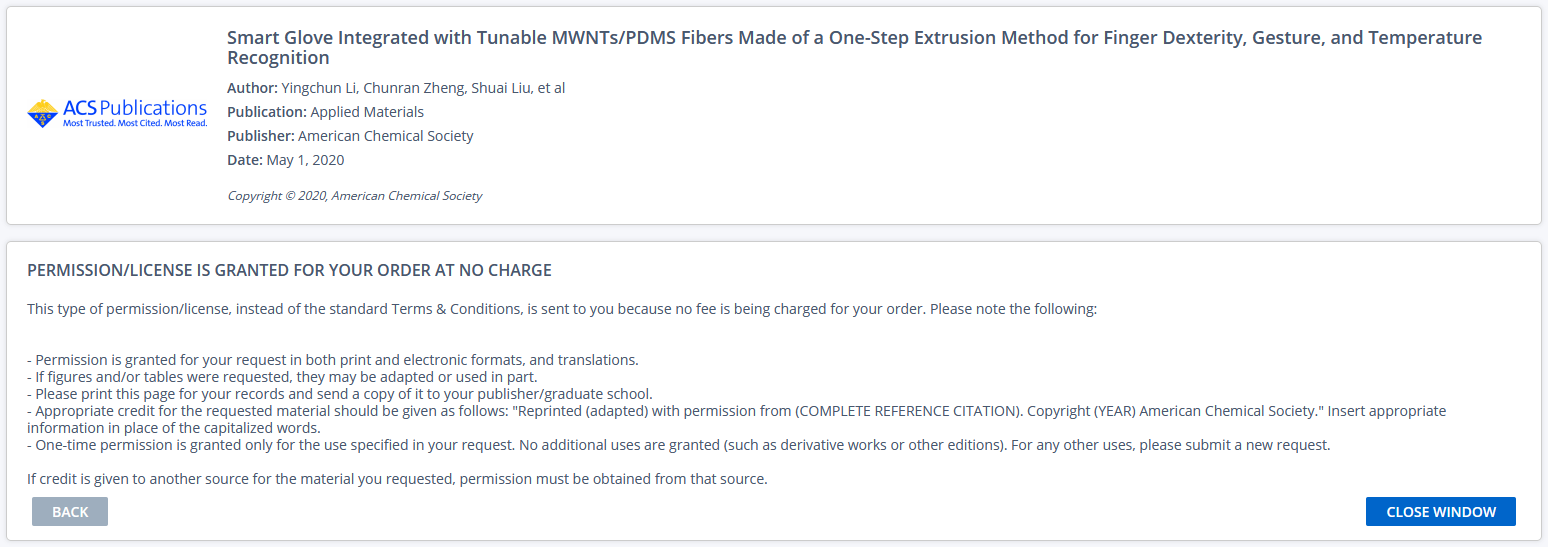 Smart Glove Integrated with Tunable MWNTs/PDMS Fibers Made of a One-Step Extrusion Method for Finger Dexterity, Gesture, and Temperature
Recognition
Author: Yingchun Li, Chunran Zheng, Shuai Liu, et al
Publication: Applied Materials
Publisher: American Chemical Society
Date: May 1, 2020
Copyright © 2020, American Chemical Society
ACS Publications
Most Trusted. Most Cited. Most Read.
PERMISSION/LICENSE IS GRANTED FOR YOUR ORDER AT NO CHARGE
This type of permission/license, instead of the standard Terms & Conditions, is sent to you because no fee is being charged for your order. Please note the following:
- Permission is granted for your request in both print and electronic formats, and translations.
- If figures and/or tables were requested, they may be adapted or used in part.
- Please print this page for your records and send a copy of it to your publisher/graduate school.
- Appropriate credit for the requested material should be given as follows: "Reprinted (adapted) with permission from (COMPLETE REFERENCE CITATION). Copyright (YEAR) American Chemical Society." Insert appropriate
information in place of the capitalized words.
- One-time permission is granted only for the use specified in your request. No additional uses are granted (such as derivative works or other editions). For any other uses, please submit a new request.
If credit is given to another source for the material you requested, permission must be obtained from that source.
BACK
CLOSE WINDOW